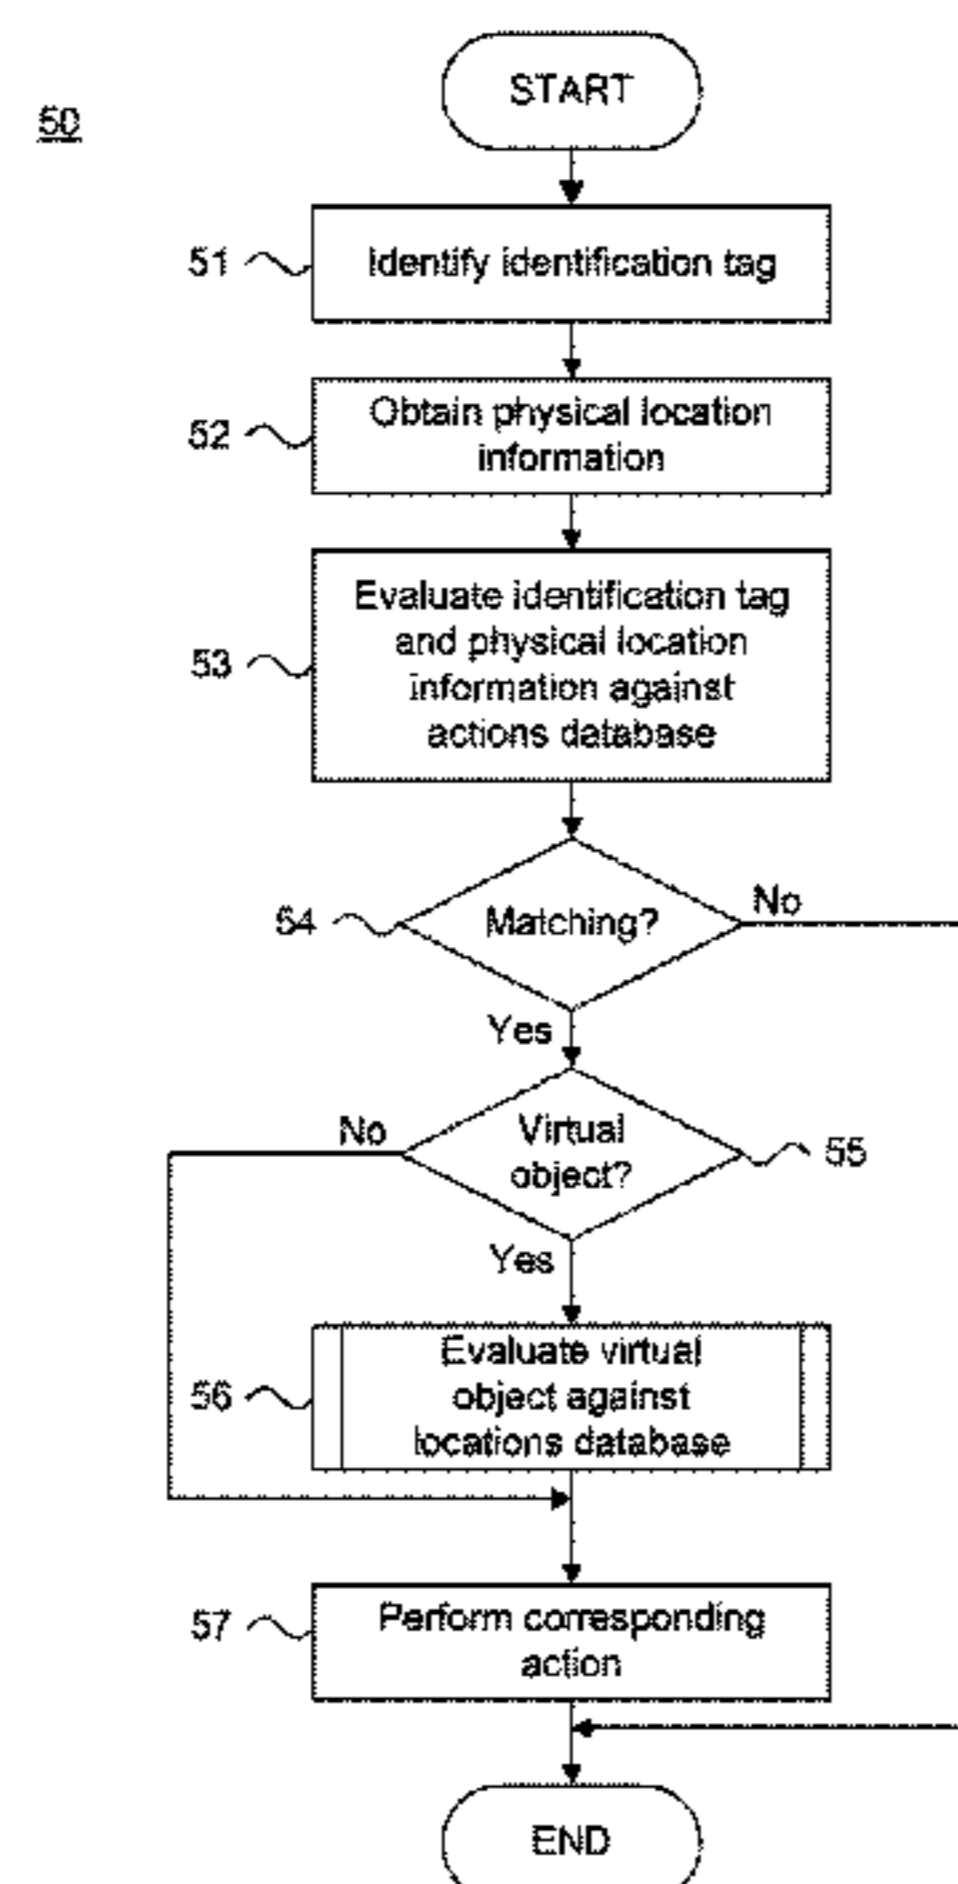 START
50
51
Identify identification tag
52
Obtain physical location
information
53
Evaluate identification tag
and physical location
information against
actions database
54
Matching?
No
Yes
No
Virtual
object?
55
Yes
56
Evaluate virtual
object against
locations database
57
Perform corresponding
action
END